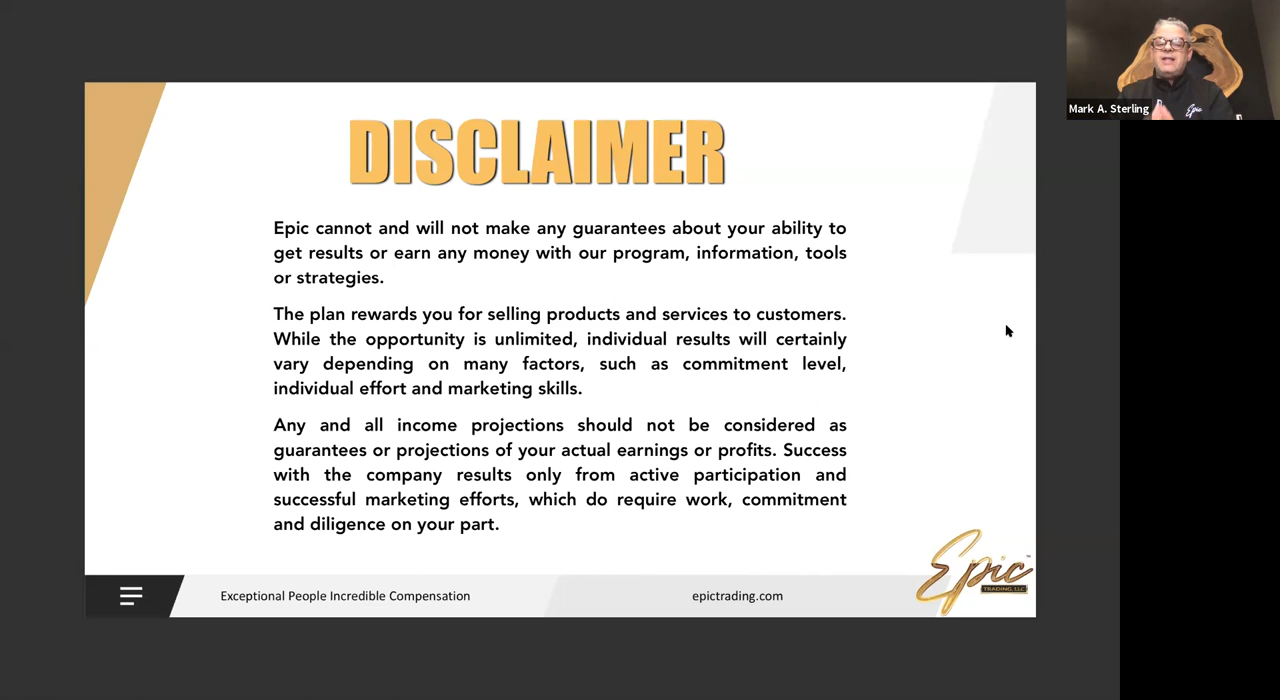 Mark A. Sterling
DISCLAIMER
Epic cannot and will not make any guarantees about your ability to
get results or earn any money with our program, information, tools
or strategies.
The plan rewards you for selling products and services to customers.
While the opportunity is unlimited, individual results will certainly
vary depending on many factors, such as commitment level,
individual effort and marketing skills.
Any and all income projections should not be considered as
guarantees or projections of your actual earnings or profits. Success
with the company results only from active participation and
successful marketing efforts, which do require work, commitment
and diligence on your part.
Exceptional People Incredible Compensation
epictrading.com
Epic
TRADING, LLC
Epic